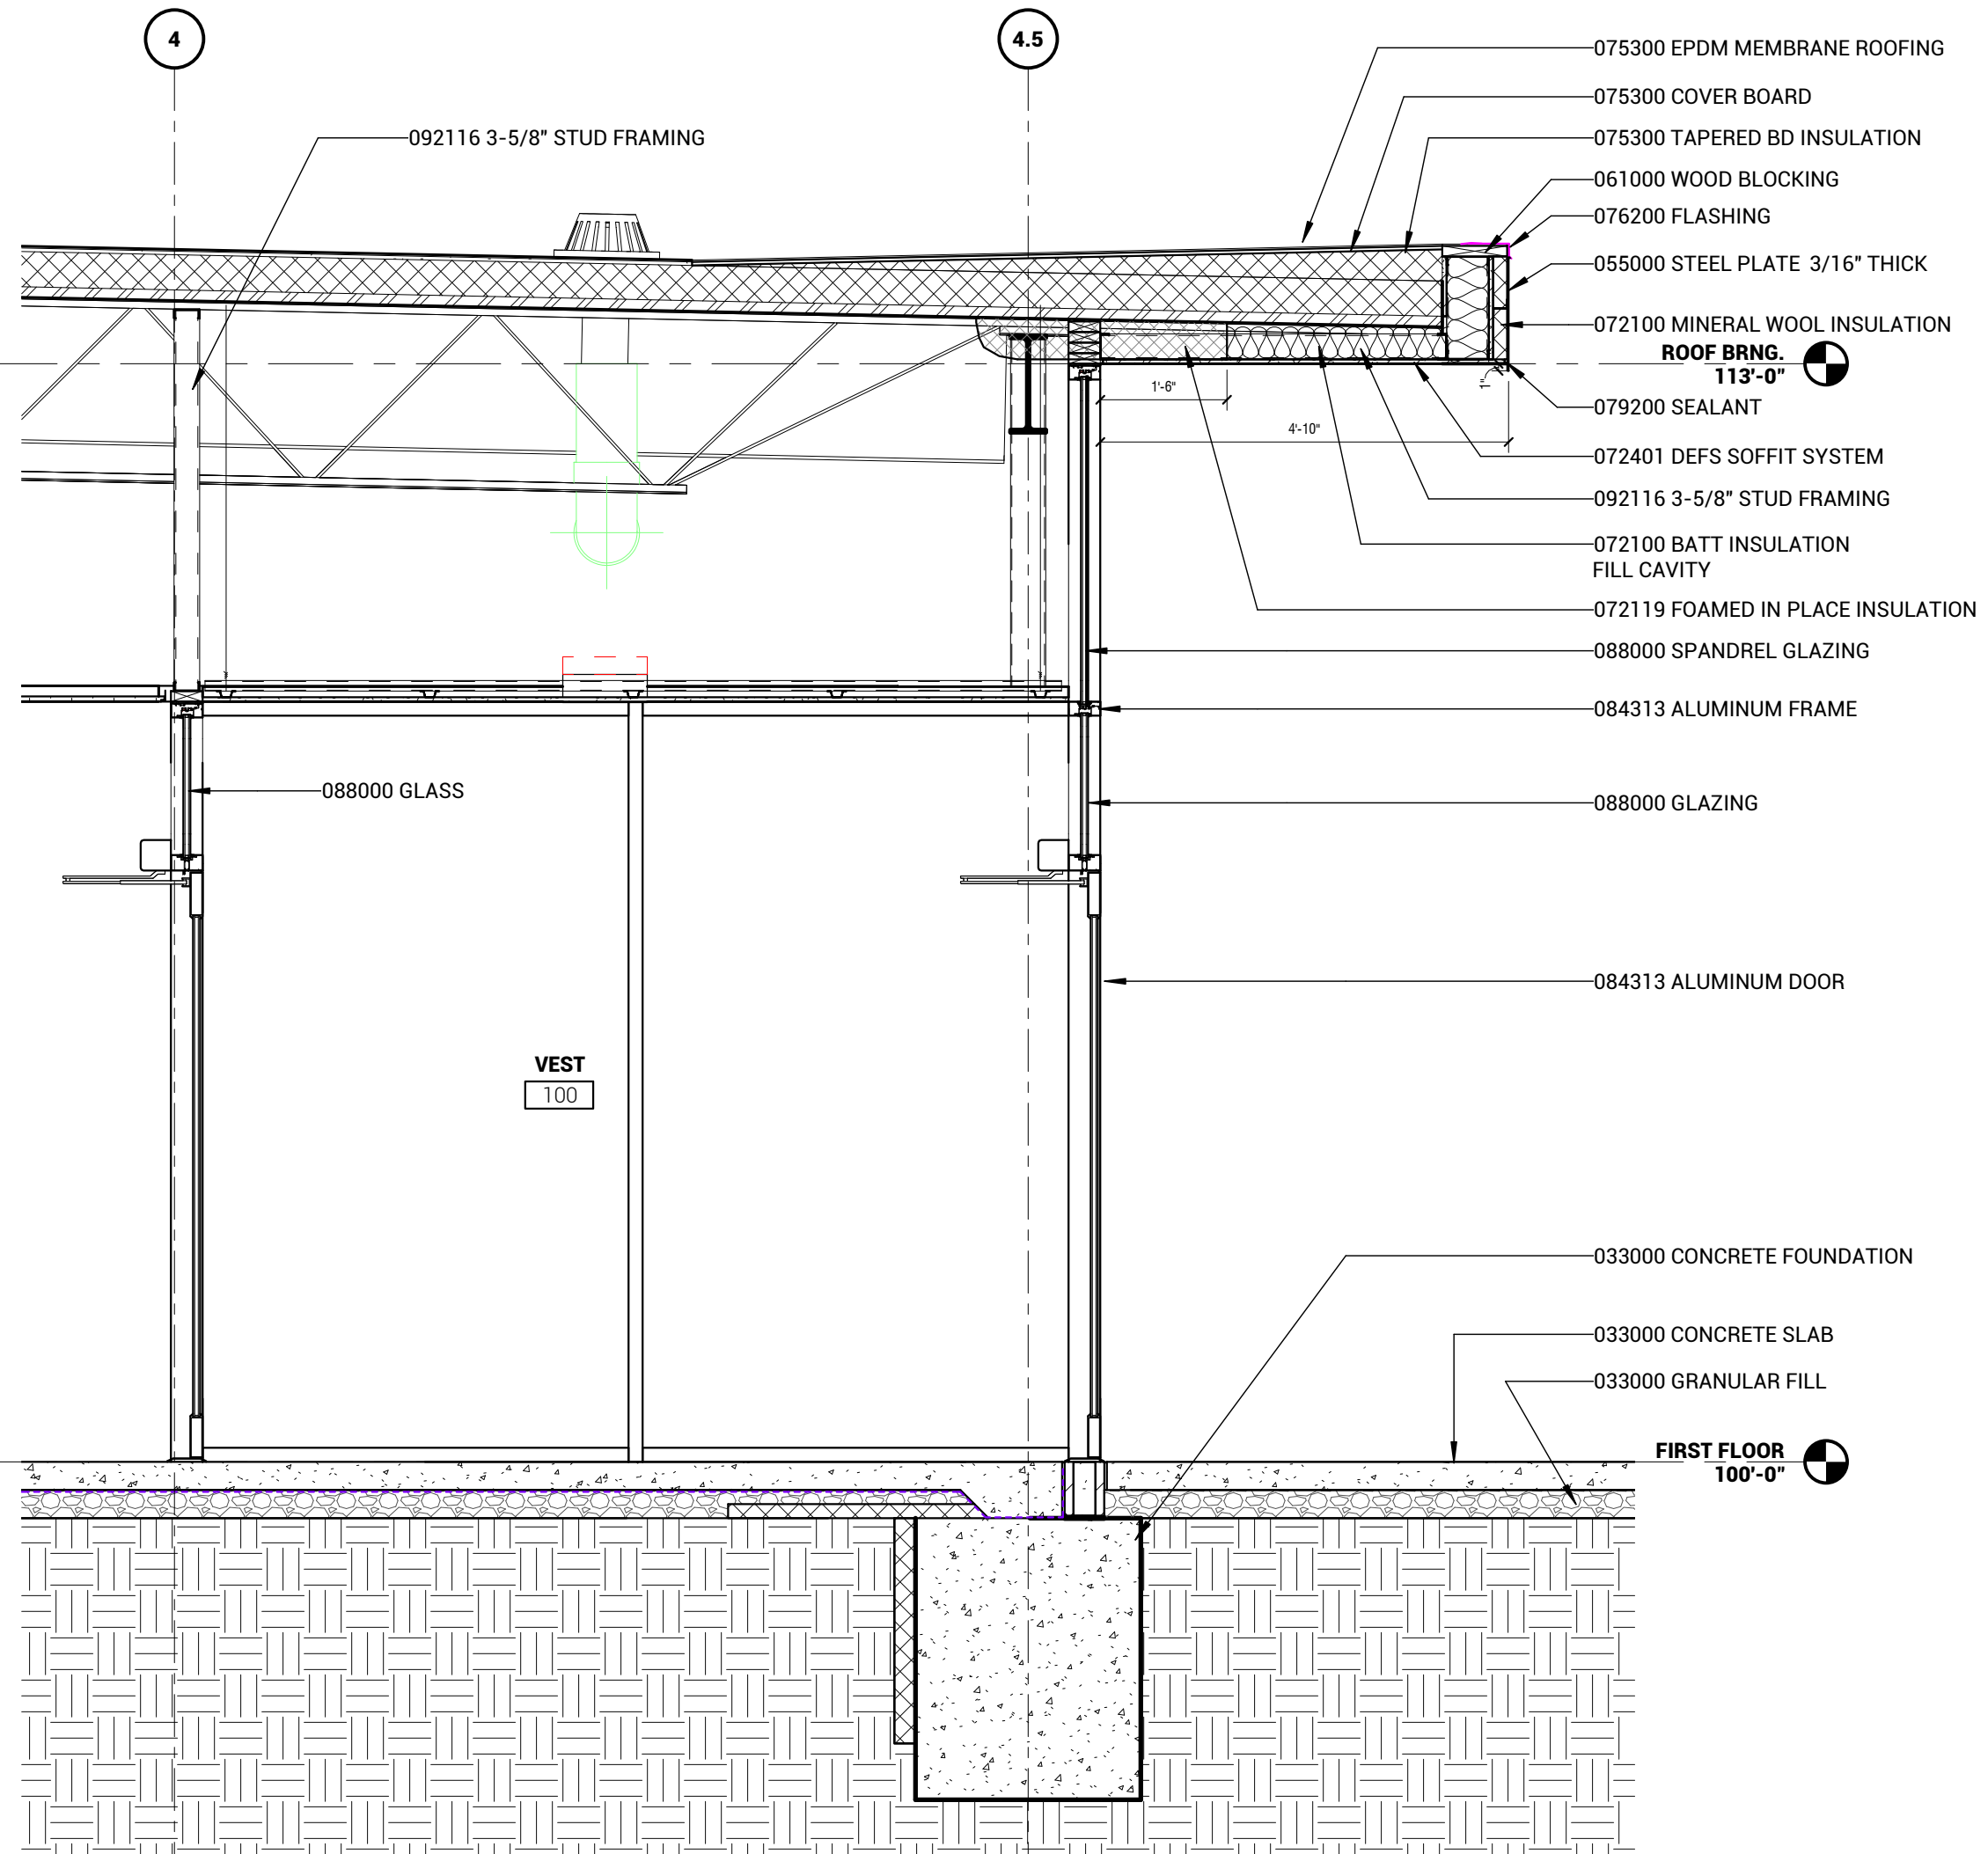 4
4.5
075300 EPDM MEMBRANE ROOFING
075300 COVER BOARD
092116 3-5/8" STUD FRAMING
075300 TAPERED BD INSULATION
061000 WOOD BLOCKING
076200 FLASHING
055000 STEEL PLATE 3/16" THICK
072100 MINERAL WOOL INSULATION
ROOF BRNG.
113'-0"
1'-6"
1"
079200 SEALANT
4'-10"
072401 DEFS SOFFIT SYSTEM
092116 3-5/8" STUD FRAMING
072100 BATT INSULATION
FILL CAVITY
072119 FOAMED IN PLACE INSULATION
088000 SPANDREL GLAZING
084313 ALUMINUM FRAME
088000 GLASS
088000 GLAZING
084313 ALUMINUM DOOR
VEST
100
033000 CONCRETE FOUNDATION
033000 CONCRETE SLAB
033000 GRANULAR FILL
FIRST FLOOR
100'-0"